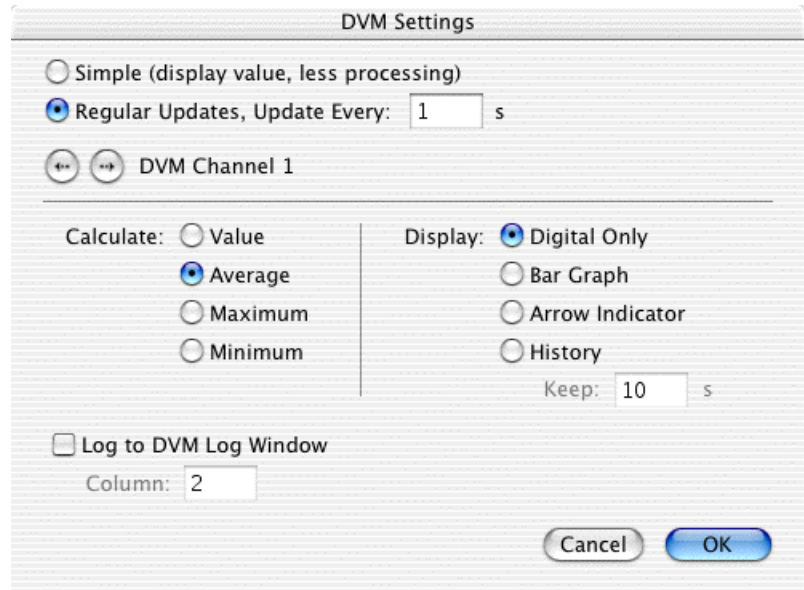 DVM Settings
Simple (display value, less processing)
Regular Updates, Update Every: 1 s
DVM Channel 1
Calculate: Value
Average
Maximum
Minimum
Display: Digital Only
Bar Graph
Arrow Indicator
History
Keep: 10 s
Log to DVM Log Window
Column: 2
Cancel OK